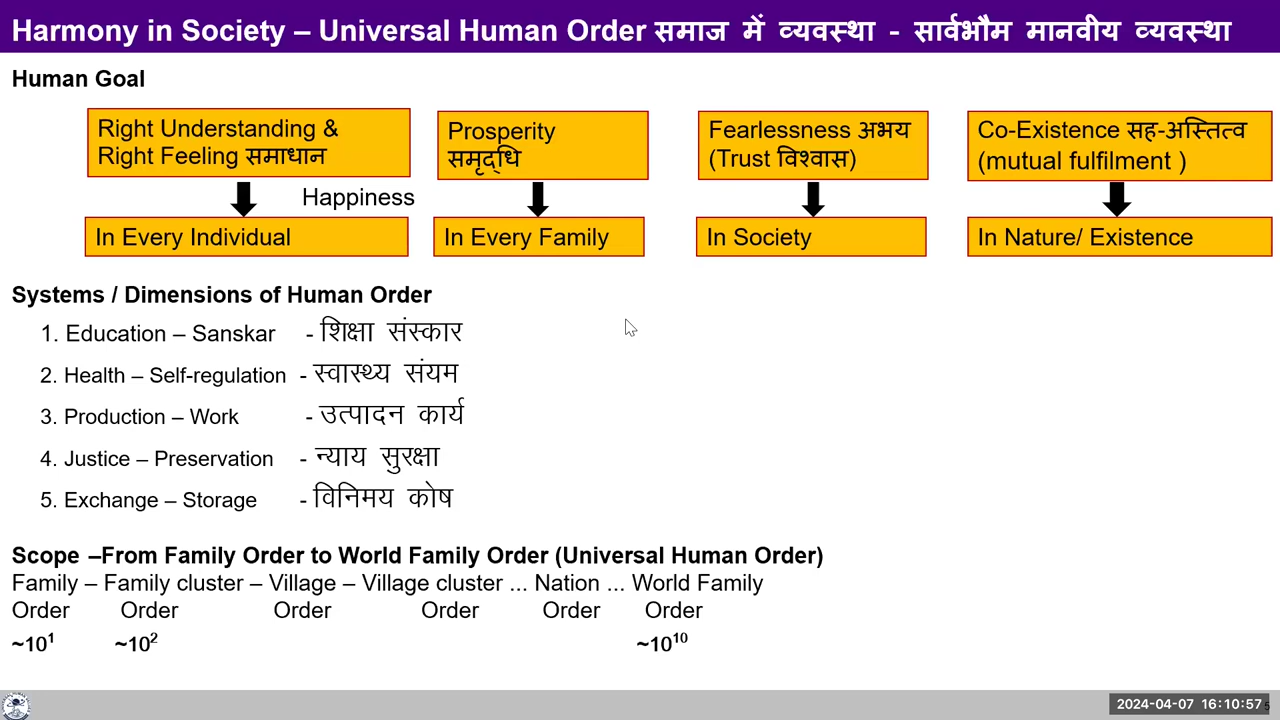 Harmony in Society – Universal Human Order समाज में व्यवस्था - सार्वभौम मानवीय व्यवस्था
Human Goal
Right Understanding &
Right Feeling समाधान
Prosperity
समृद्धि
Fearlessness अभय
(Trust विश्वास)
Co-Existence सह-अस्तित्व
(mutual fulfilment )
Happiness
In Every Individual
In Every Family
In Society
In Nature/ Existence
Systems / Dimensions of Human Order
1. Education – Sanskar - शिक्षा संस्कार
2. Health – Self-regulation - स्वास्थ्य संयम
3. Production – Work - उत्पादन कार्य
4. Justice – Preservation - न्याय सुरक्षा
5. Exchange – Storage - विनिमय कोष
Scope –From Family Order to World Family Order (Universal Human Order)
Family – Family cluster – Village – Village cluster ... Nation ... World Family
Order Order Order Order Order Order
~10¹ ~10² ~10¹⁰
2024-04-07 16:10:57
5